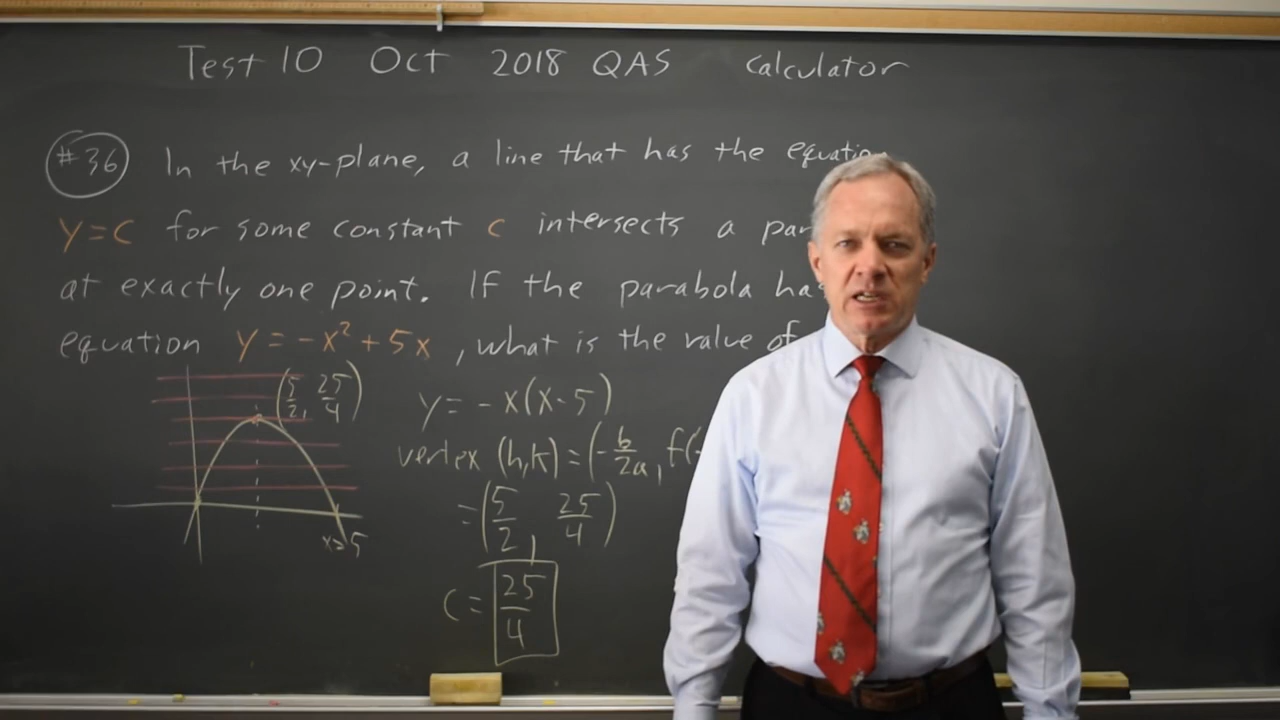 Test 10 Oct 2018 QAS calculator
#36 In the xy-plane, a line that has the equation
y=c for some constant c intersects a par
at exactly one point. If the parabola has
equation y = -x² + 5x, what is the value of
(5/2, 25/4)
y = -x(x-5)
vertex (h,k) = (-b/2a, f(-
= (5/2, 25/4)
x=5
c = 25/4